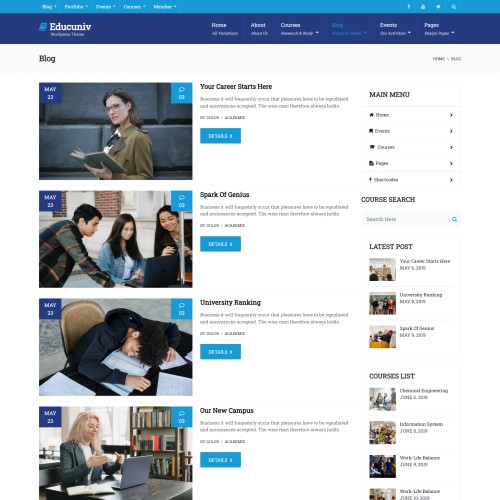 Blog Portfolio Events Courses Member
Educuniv
Wordpress Theme
Home About Courses Blog Events Pages
All Variations About Us Research & Study Our Activities Design Pages
Blog
HOME \\ BLOG
MAY
23
03
Your Career Starts Here
Business it will frequently occur that pleasures have to be repudiated
and annoyances accepted. The wise man therefore always holds.
BY DOLOR | ACADEMIC
DETAILS >
MAY
23
03
Spark Of Genius
Business it will frequently occur that pleasures have to be repudiated
and annoyances accepted. The wise man therefore always holds.
BY DOLOR | ACADEMIC
DETAILS >
MAY
23
03
University Ranking
Business it will frequently occur that pleasures have to be repudiated
and annoyances accepted. The wise man therefore always holds.
BY DOLOR | ACADEMIC
DETAILS >
MAY
23
03
Our New Campus
Business it will frequently occur that pleasures have to be repudiated
and annoyances accepted. The wise man therefore always holds.
BY DOLOR | ACADEMIC
DETAILS >
MAIN MENU
Home
Events
Courses
Pages
Shortcodes
COURSE SEARCH
Search Here
LATEST POST
Your Career Starts Here
MAY 6, 2019
University Ranking
MAY 8, 2019
Spark Of Genius
MAY 9, 2019
COURSES LIST
Chemical Engineering
JUNE 6, 2019
Information System
JUNE 8, 2019
Work-Life Balance
JUNE 9, 2019
Work-Life Balance
JUNE 10, 2019